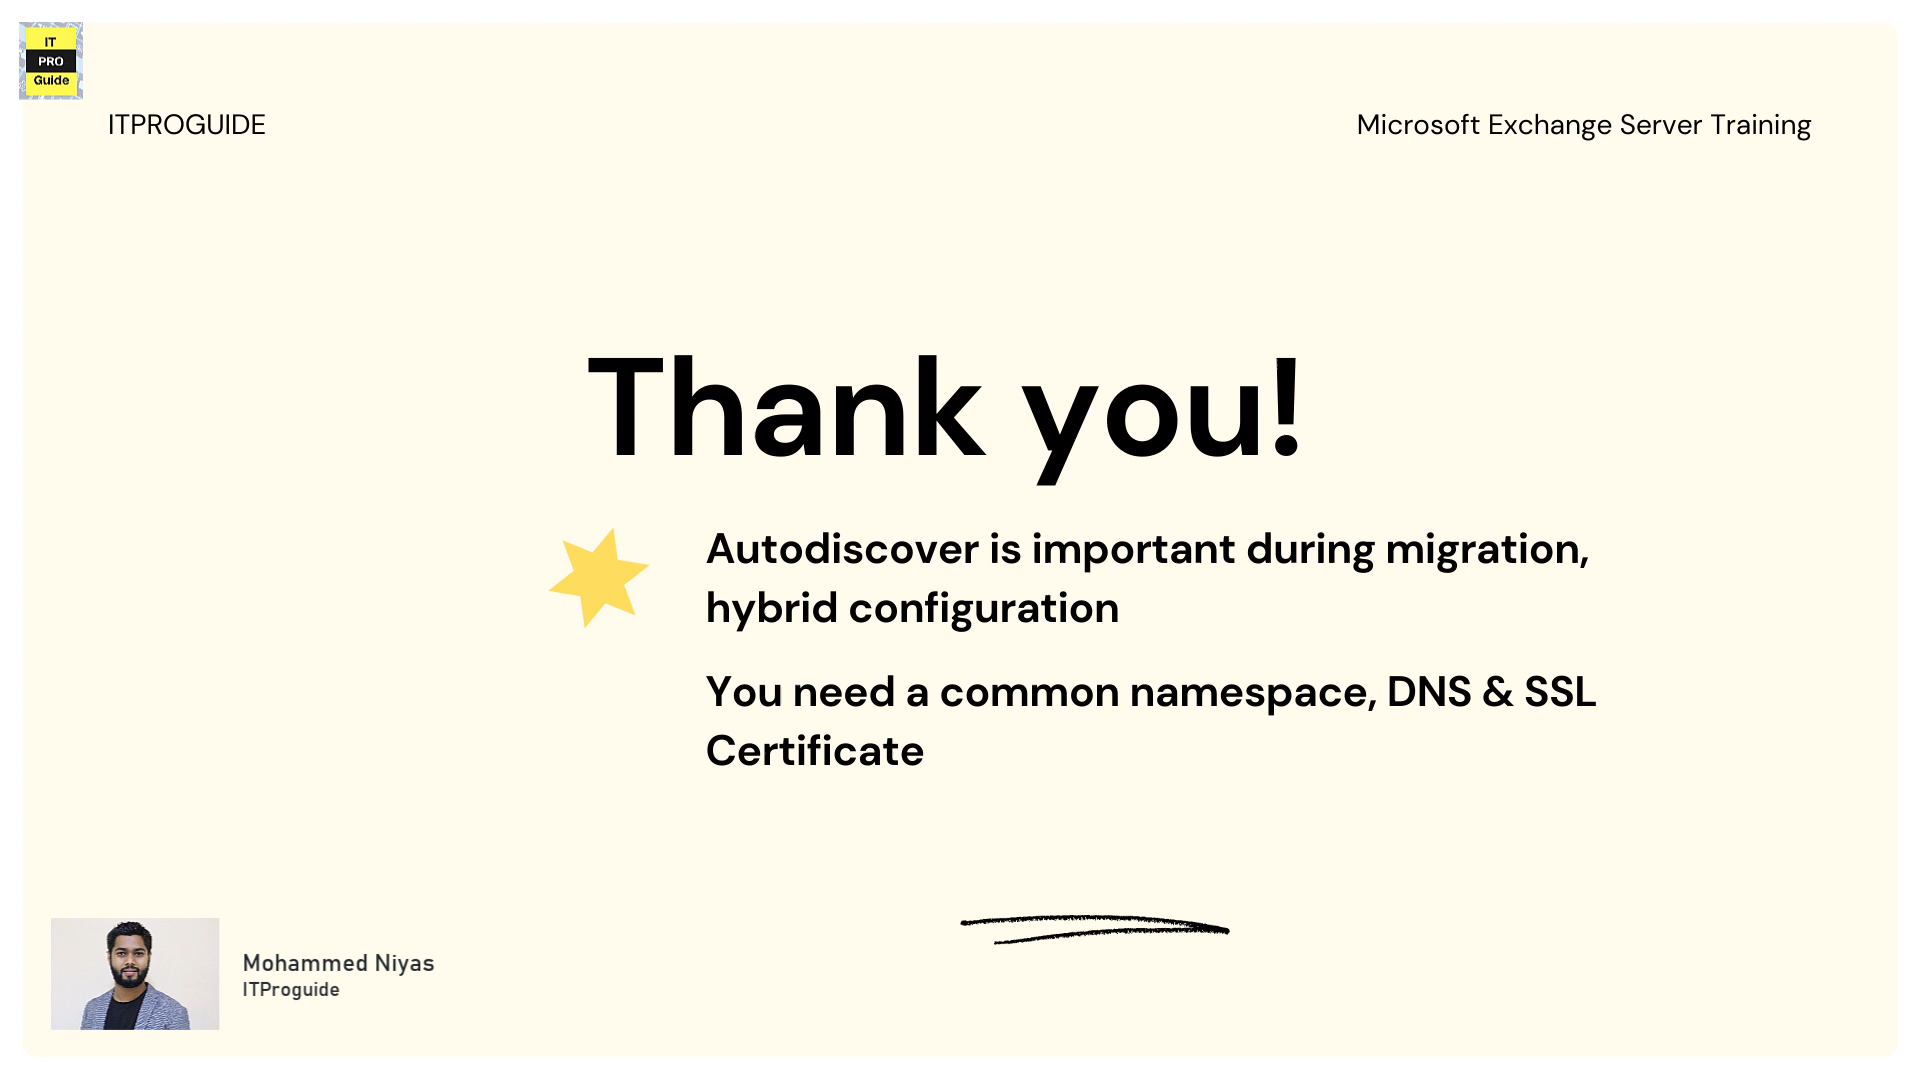 IT
PRO
Guide
ITPROGUIDE
Microsoft Exchange Server Training
Thank you!
Autodiscover is important during migration,
hybrid configuration
You need a common namespace, DNS & SSL
Certificate
Mohammed Niyas
ITProguide